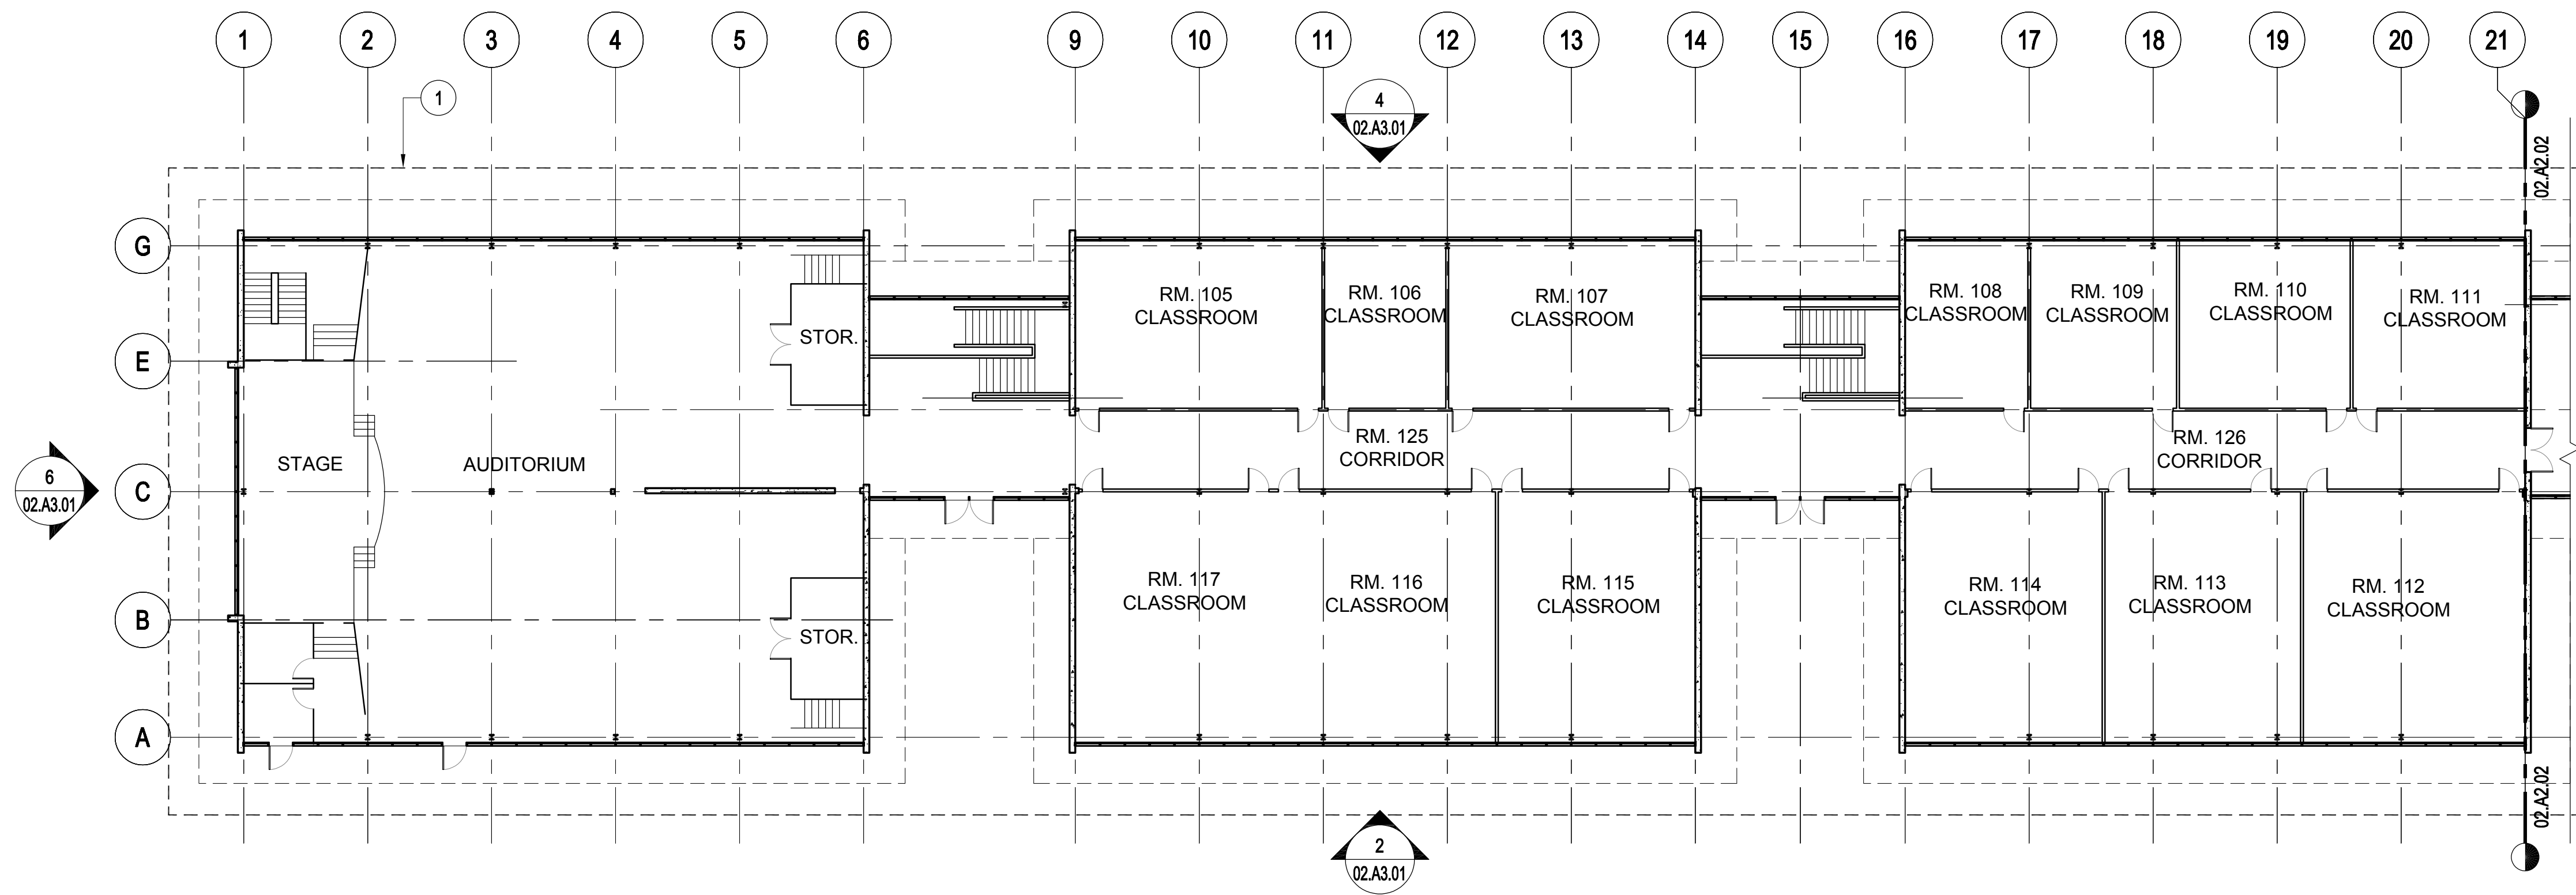 1 2 3 4 5 6 9 10 11 12 13 14 15 16 17 18 19 20 21
1
4
02.A3.01
02.A2.02
G
E
C
B
A
RM. 105
CLASSROOM
RM. 106
CLASSROOM
RM. 107
CLASSROOM
RM. 108
CLASSROOM
RM. 109
CLASSROOM
RM. 110
CLASSROOM
RM. 111
CLASSROOM
STOR.
RM. 125
CORRIDOR
RM. 126
CORRIDOR
STAGE
AUDITORIUM
6
02.A3.01
RM. 117
CLASSROOM
RM. 116
CLASSROOM
RM. 115
CLASSROOM
RM. 114
CLASSROOM
RM. 113
CLASSROOM
RM. 112
CLASSROOM
STOR.
02.A2.02
2
02.A3.01